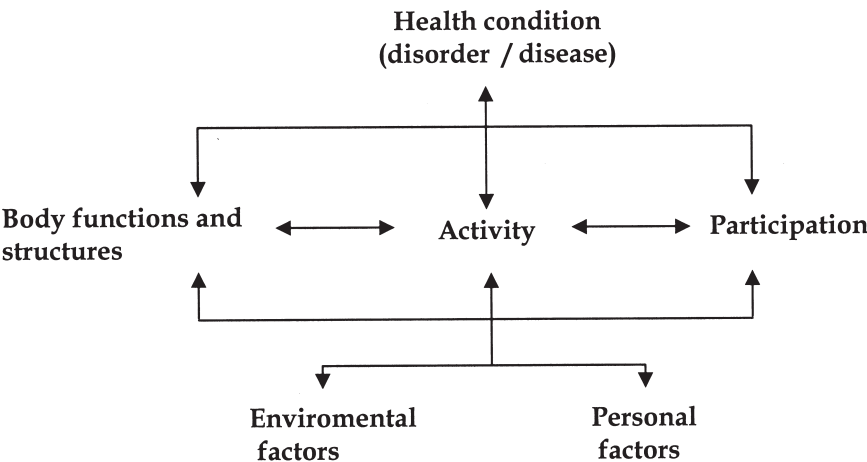 Health condition
(disorder / disease)
Body functions and
structures
Activity
Participation
Enviromental
factors
Personal
factors